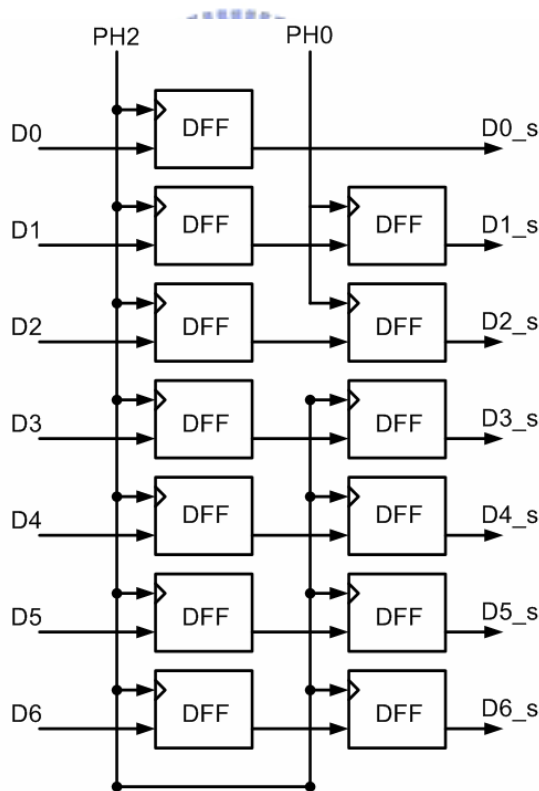 PH2 PH0
D0 DFF D0_s
D1 DFF DFF D1_s
D2 DFF DFF D2_s
D3 DFF DFF D3_s
D4 DFF DFF D4_s
D5 DFF DFF D5_s
D6 DFF DFF D6_s